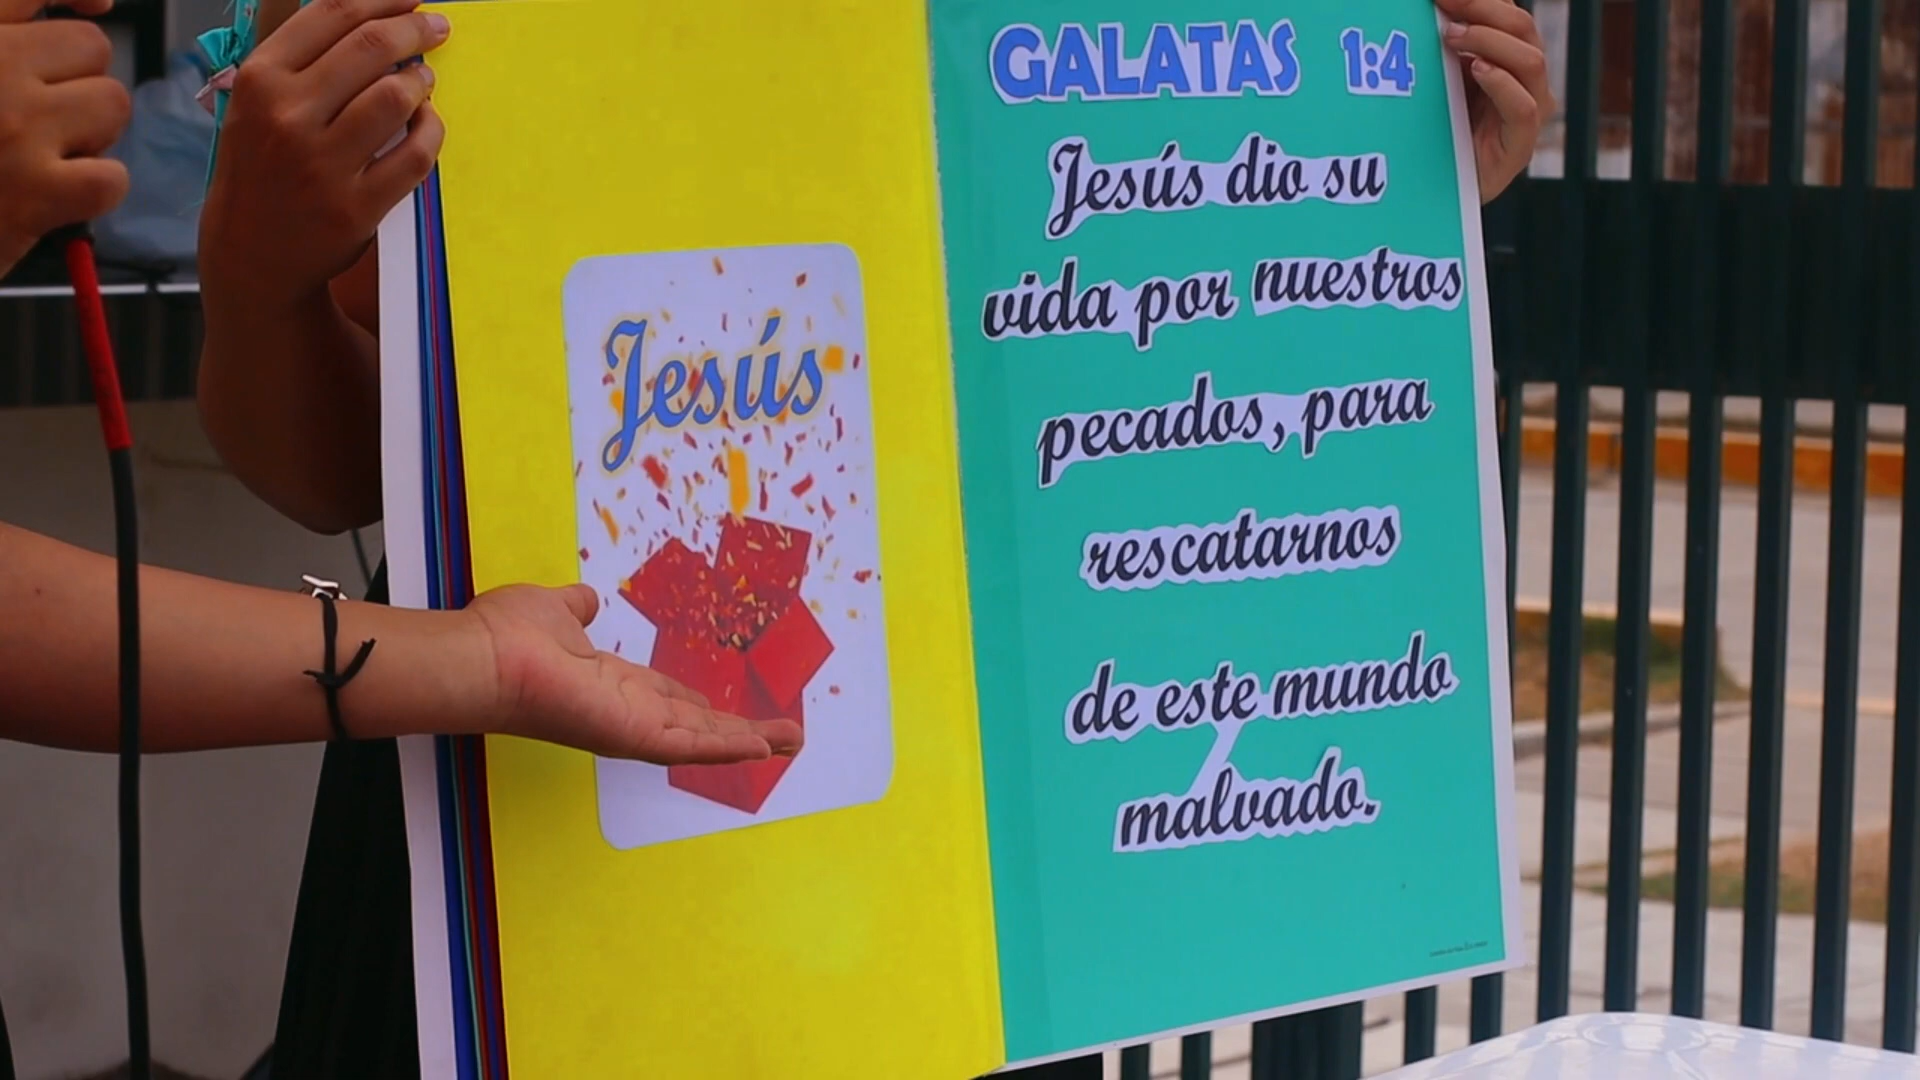 Jesús
GALATAS 1:4
Jesús dio su
vida por nuestros
pecados, para
rescatarnos
de este mundo
malvado.